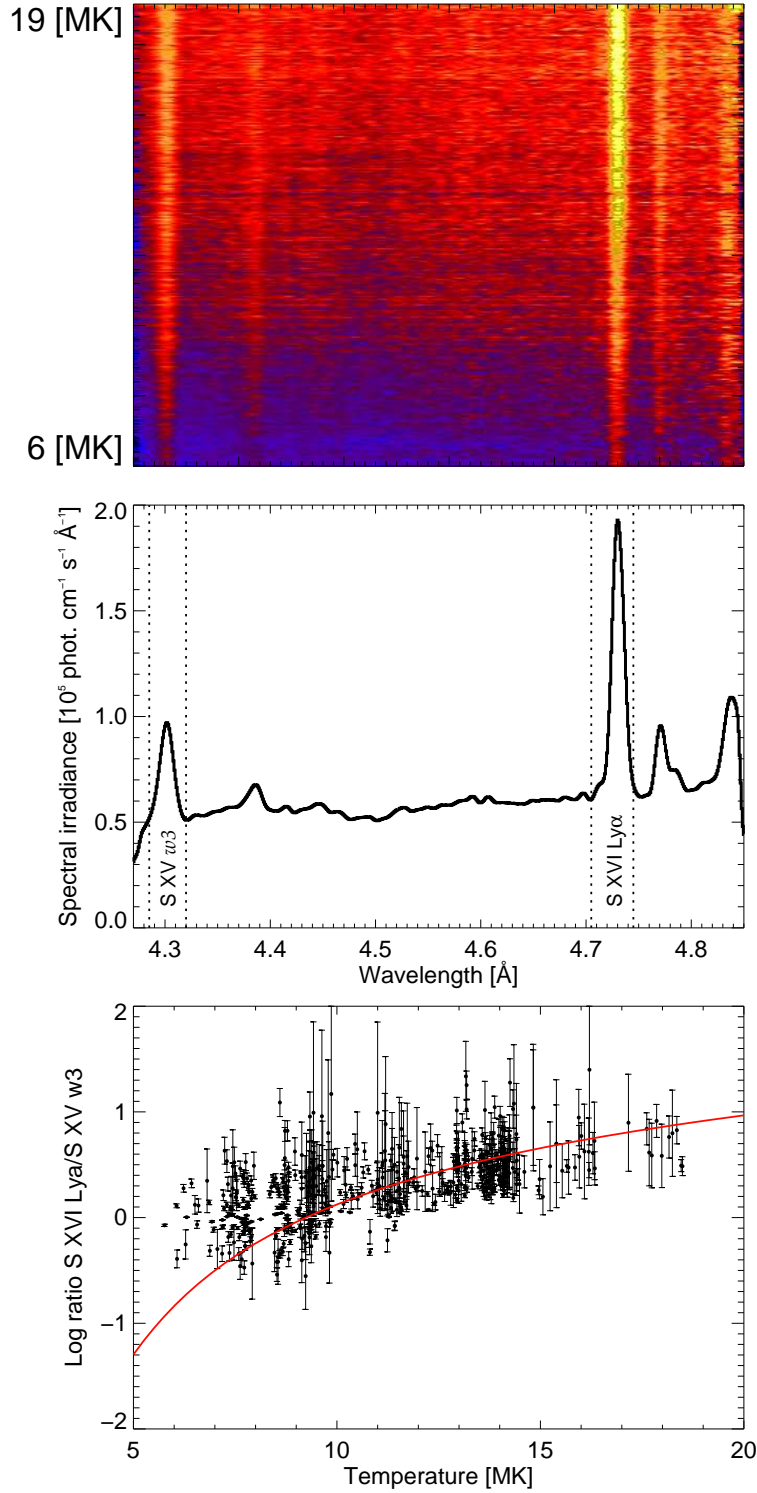 19 [MK]
6 [MK]
Spectral irradiance [10⁵ phot. cm⁻¹ s⁻¹ Å⁻¹]
2.0
1.5
1.0
0.5
0.0
S XV w3
S XVI Lyα
4.3 4.4 4.5 4.6 4.7 4.8
Wavelength [Å]
Log ratio S XVI Lya/S XV w3
2
1
0
−1
−2
5 10 15 20
Temperature [MK]